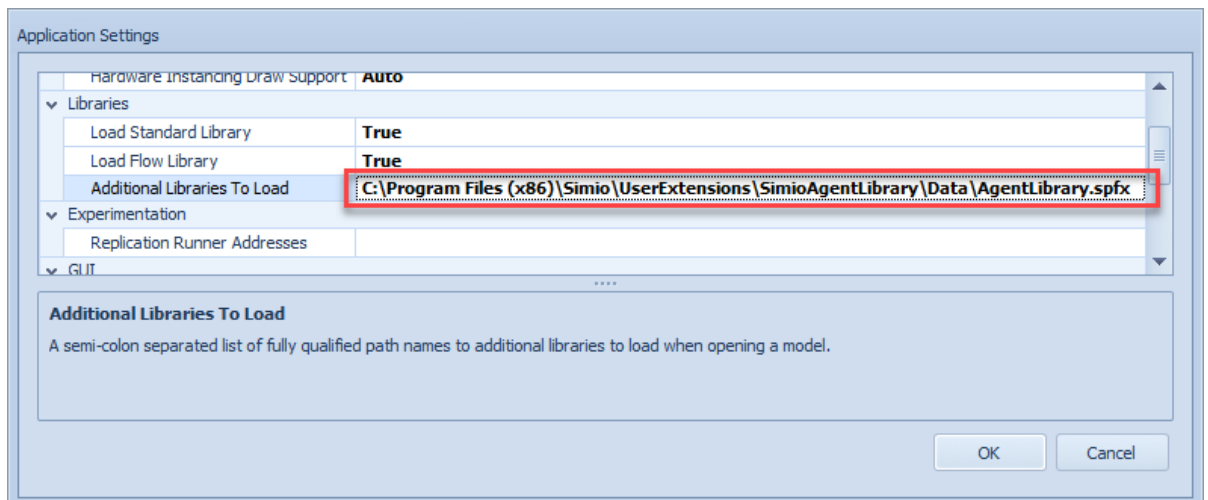 Application Settings
Hardware Instancing Draw Support Auto
Libraries
Load Standard Library True
Load Flow Library True
Additional Libraries To Load C:\Program Files (x86)\Simio\UserExtensions\SimioAgentLibrary\Data\AgentLibrary.spfx
Experimentation
Replication Runner Addresses
GUI
Additional Libraries To Load
A semi-colon separated list of fully qualified path names to additional libraries to load when opening a model.
OK Cancel